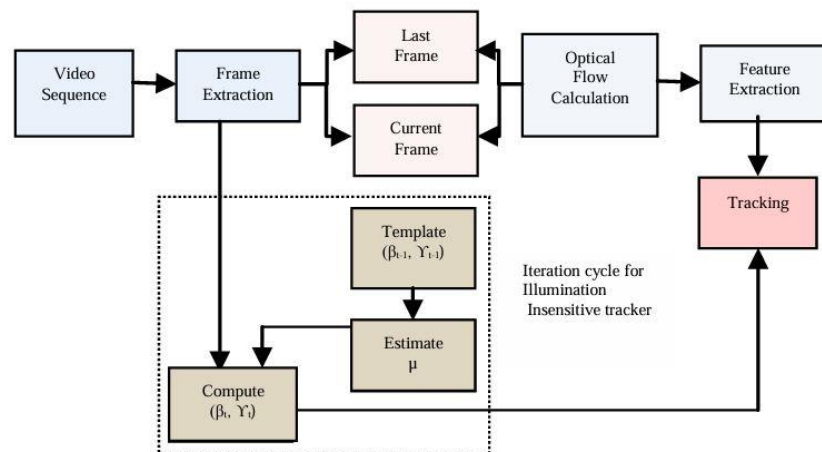 Video
Sequence
Frame
Extraction
Last
Frame
Current
Frame
Optical
Flow
Calculation
Feature
Extraction
Tracking
Template
(βₜ₋₁, ϒₜ₋₁)
Estimate
μ
Compute
(βₜ, ϒₜ)
Iteration cycle for
Illumination
Insensitive tracker